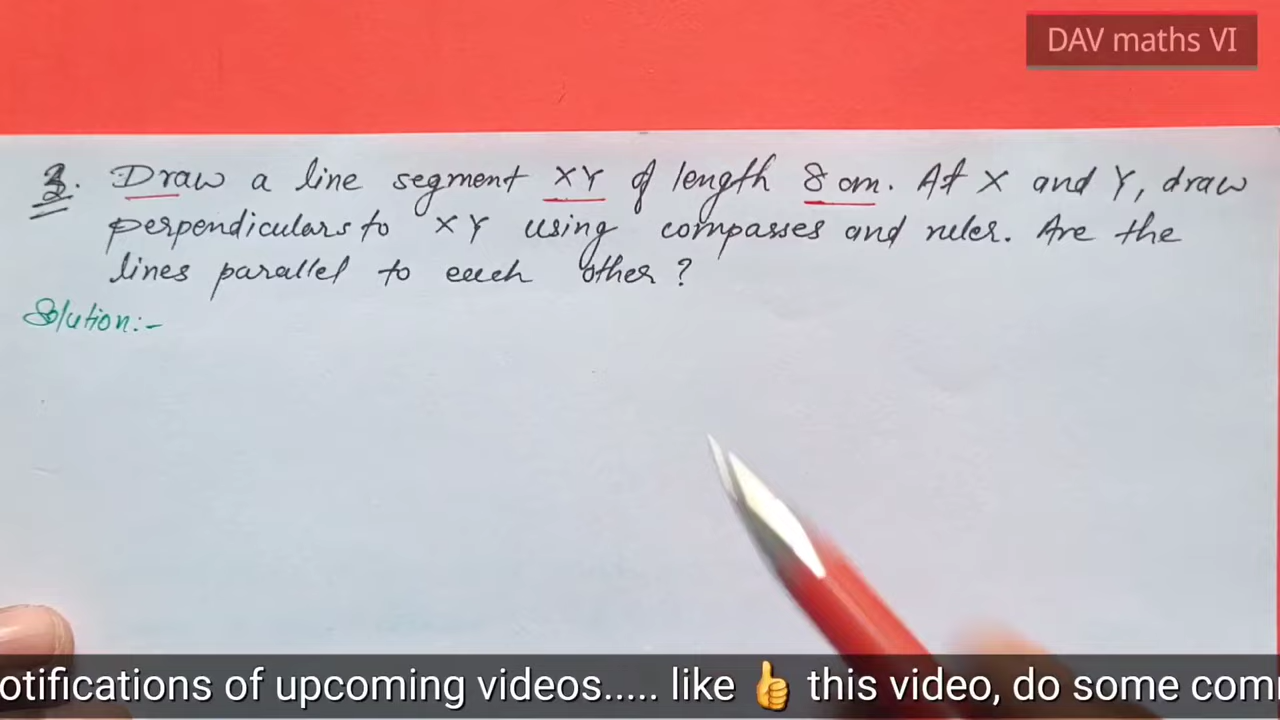 DAV maths VI
3. Draw a line segment XY of length 8 cm. At X and Y, draw
perpendiculars to XY using compasses and ruler. Are the
lines parallel to each other?
Solution:-
otifications of upcoming videos..... like 👍 this video, do some com